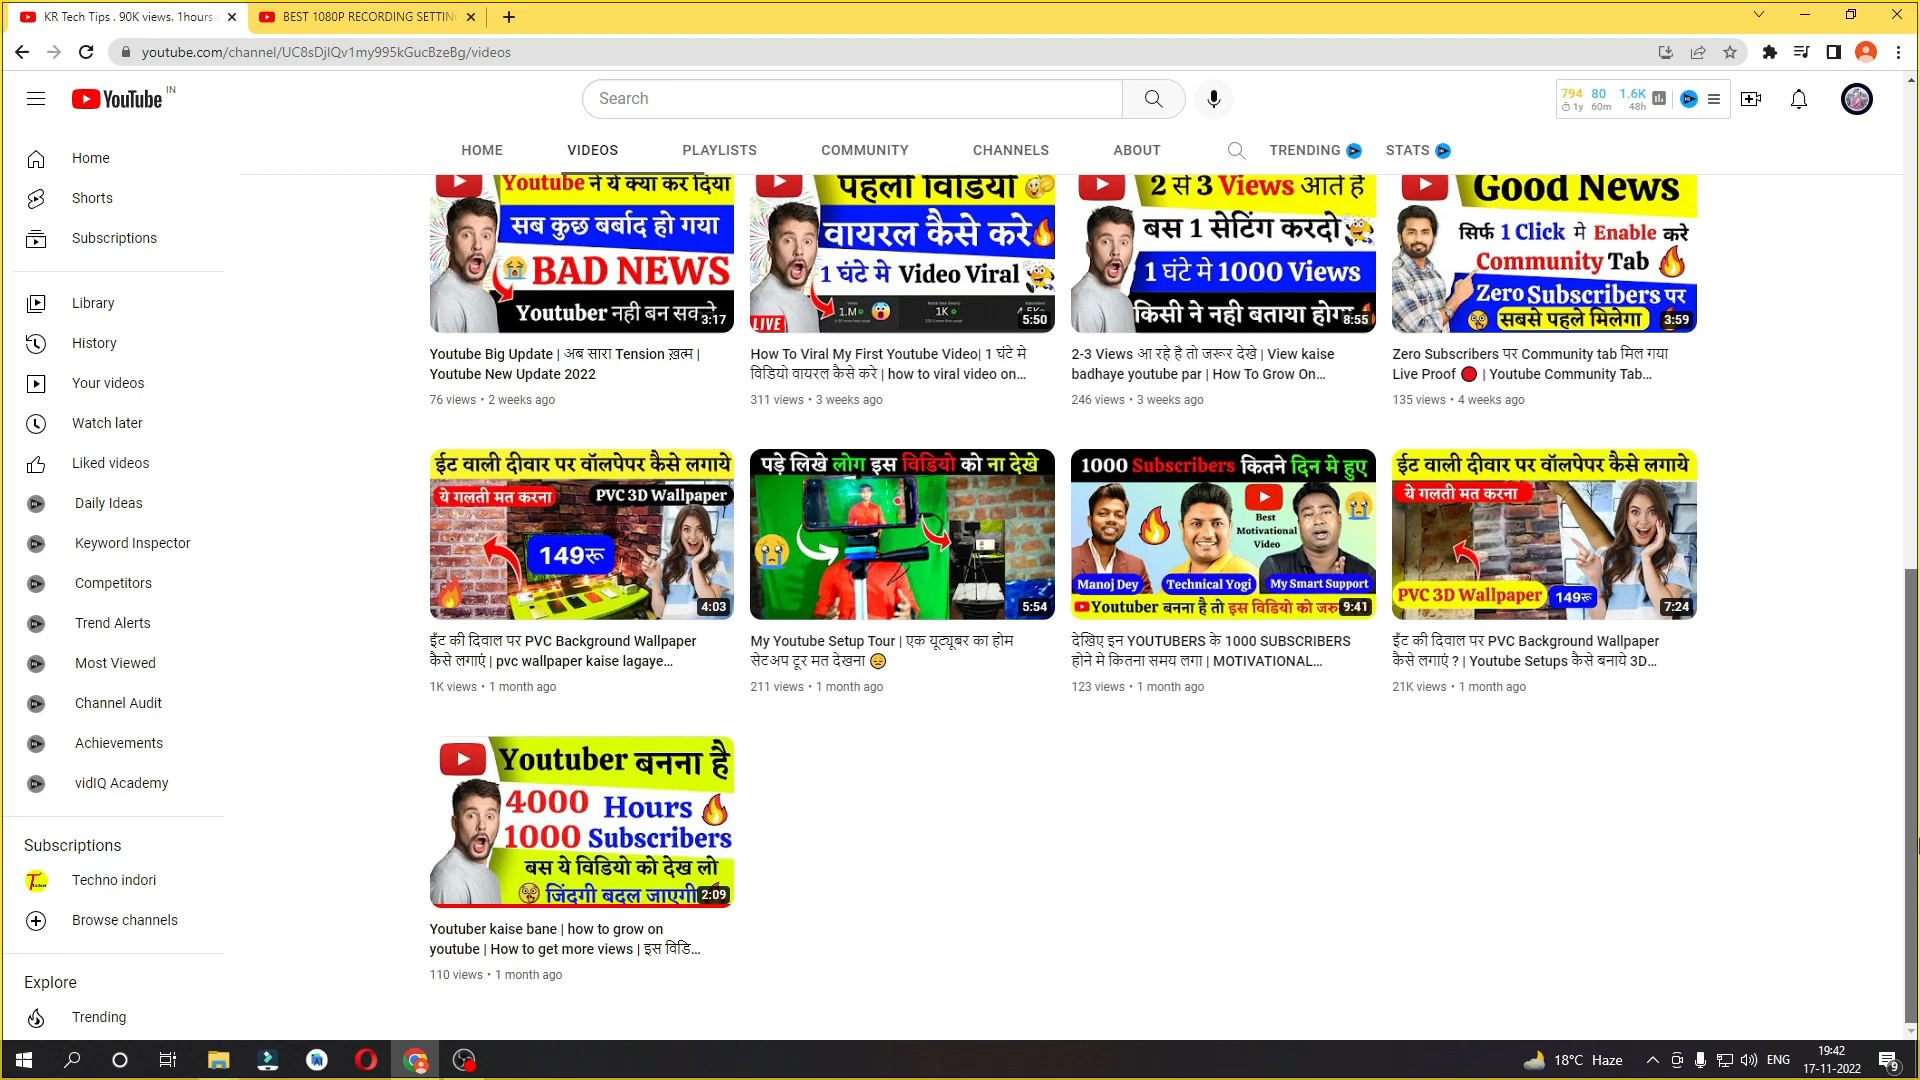 KR Tech Tips . 90K views. 1hours
BEST 1080P RECORDING SETTING
youtube.com/channel/UC8sDjIQv1my995kGucBzeBg/videos
YouTube IN
Search
794 80 1.6K
1y 60m 48h
HOME VIDEOS PLAYLISTS COMMUNITY CHANNELS ABOUT TRENDING STATS
Home
Shorts
Subscriptions
Library
History
Your videos
Watch later
Liked videos
Daily Ideas
Keyword Inspector
Competitors
Trend Alerts
Most Viewed
Channel Audit
Achievements
vidIQ Academy
Subscriptions
Techno indori
Browse channels
Explore
Trending
Youtube ने ये क्या कर दिया
सब कुछ बर्बाद हो गया
BAD NEWS
Youtuber नही बन सकते
3:17
Youtube Big Update | अब सारा Tension ख़त्म |
Youtube New Update 2022
76 views • 2 weeks ago
पहला विडियो
वायरल कैसे करे
1 घंटे मे Video Viral
1.M 1K
LIVE
5:50
How To Viral My First Youtube Video| 1 घंटे मे
विडियो वायरल कैसे करे | how to viral video on...
311 views • 3 weeks ago
2 से 3 Views आते है
बस 1 सेटिंग करदो
1 घंटे मे 1000 Views
किसी ने नही बताया होगा
8:55
2-3 Views आ रहे है तो जरूर देखे | View kaise
badhaye youtube par | How To Grow On...
246 views • 3 weeks ago
Good News
सिर्फ 1 Click मे Enable करे
Community Tab
Zero Subscribers पर
सबसे पहले मिलेगा
3:59
Zero Subscribers पर Community tab मिल गया
Live Proof 🔴 | Youtube Community Tab...
135 views • 4 weeks ago
ईट वाली दीवार पर वॉलपेपर कैसे लगाये
ये गलती मत करना PVC 3D Wallpaper
149रू
4:03
ईंट की दिवाल पर PVC Background Wallpaper
कैसे लगाएं | pvc wallpaper kaise lagaye...
1K views • 1 month ago
पड़े लिखे लोग इस विडियो को ना देखे
5:54
My Youtube Setup Tour | एक यूट्यूबर का होम
सेटअप टूर मत देखना 😑
211 views • 1 month ago
1000 Subscribers कितने दिन मे हुए
Best
Motivational
Video
Manoj Dey Technical Yogi My Smart Support
Youtuber बनना है तो इस विडियो को जरु
9:41
देखिए इन YOUTUBERS के 1000 SUBSCRIBERS
होने मे कितना समय लगा | MOTIVATIONAL...
123 views • 1 month ago
ईट वाली दीवार पर वॉलपेपर कैसे लगाये
ये गलती मत करना
PVC 3D Wallpaper 149रू
7:24
ईंट की दिवाल पर PVC Background Wallpaper
कैसे लगाएं ? | Youtube Setups कैसे बनाये 3D...
21K views • 1 month ago
Youtuber बनना है
4000 Hours
1000 Subscribers
बस ये विडियो को देख लो
जिंदगी बदल जाएगी
2:09
Youtuber kaise bane | how to grow on
youtube | How to get more views | इस विडि...
110 views • 1 month ago
18°C Haze
ENG
19:42
17-11-2022
9